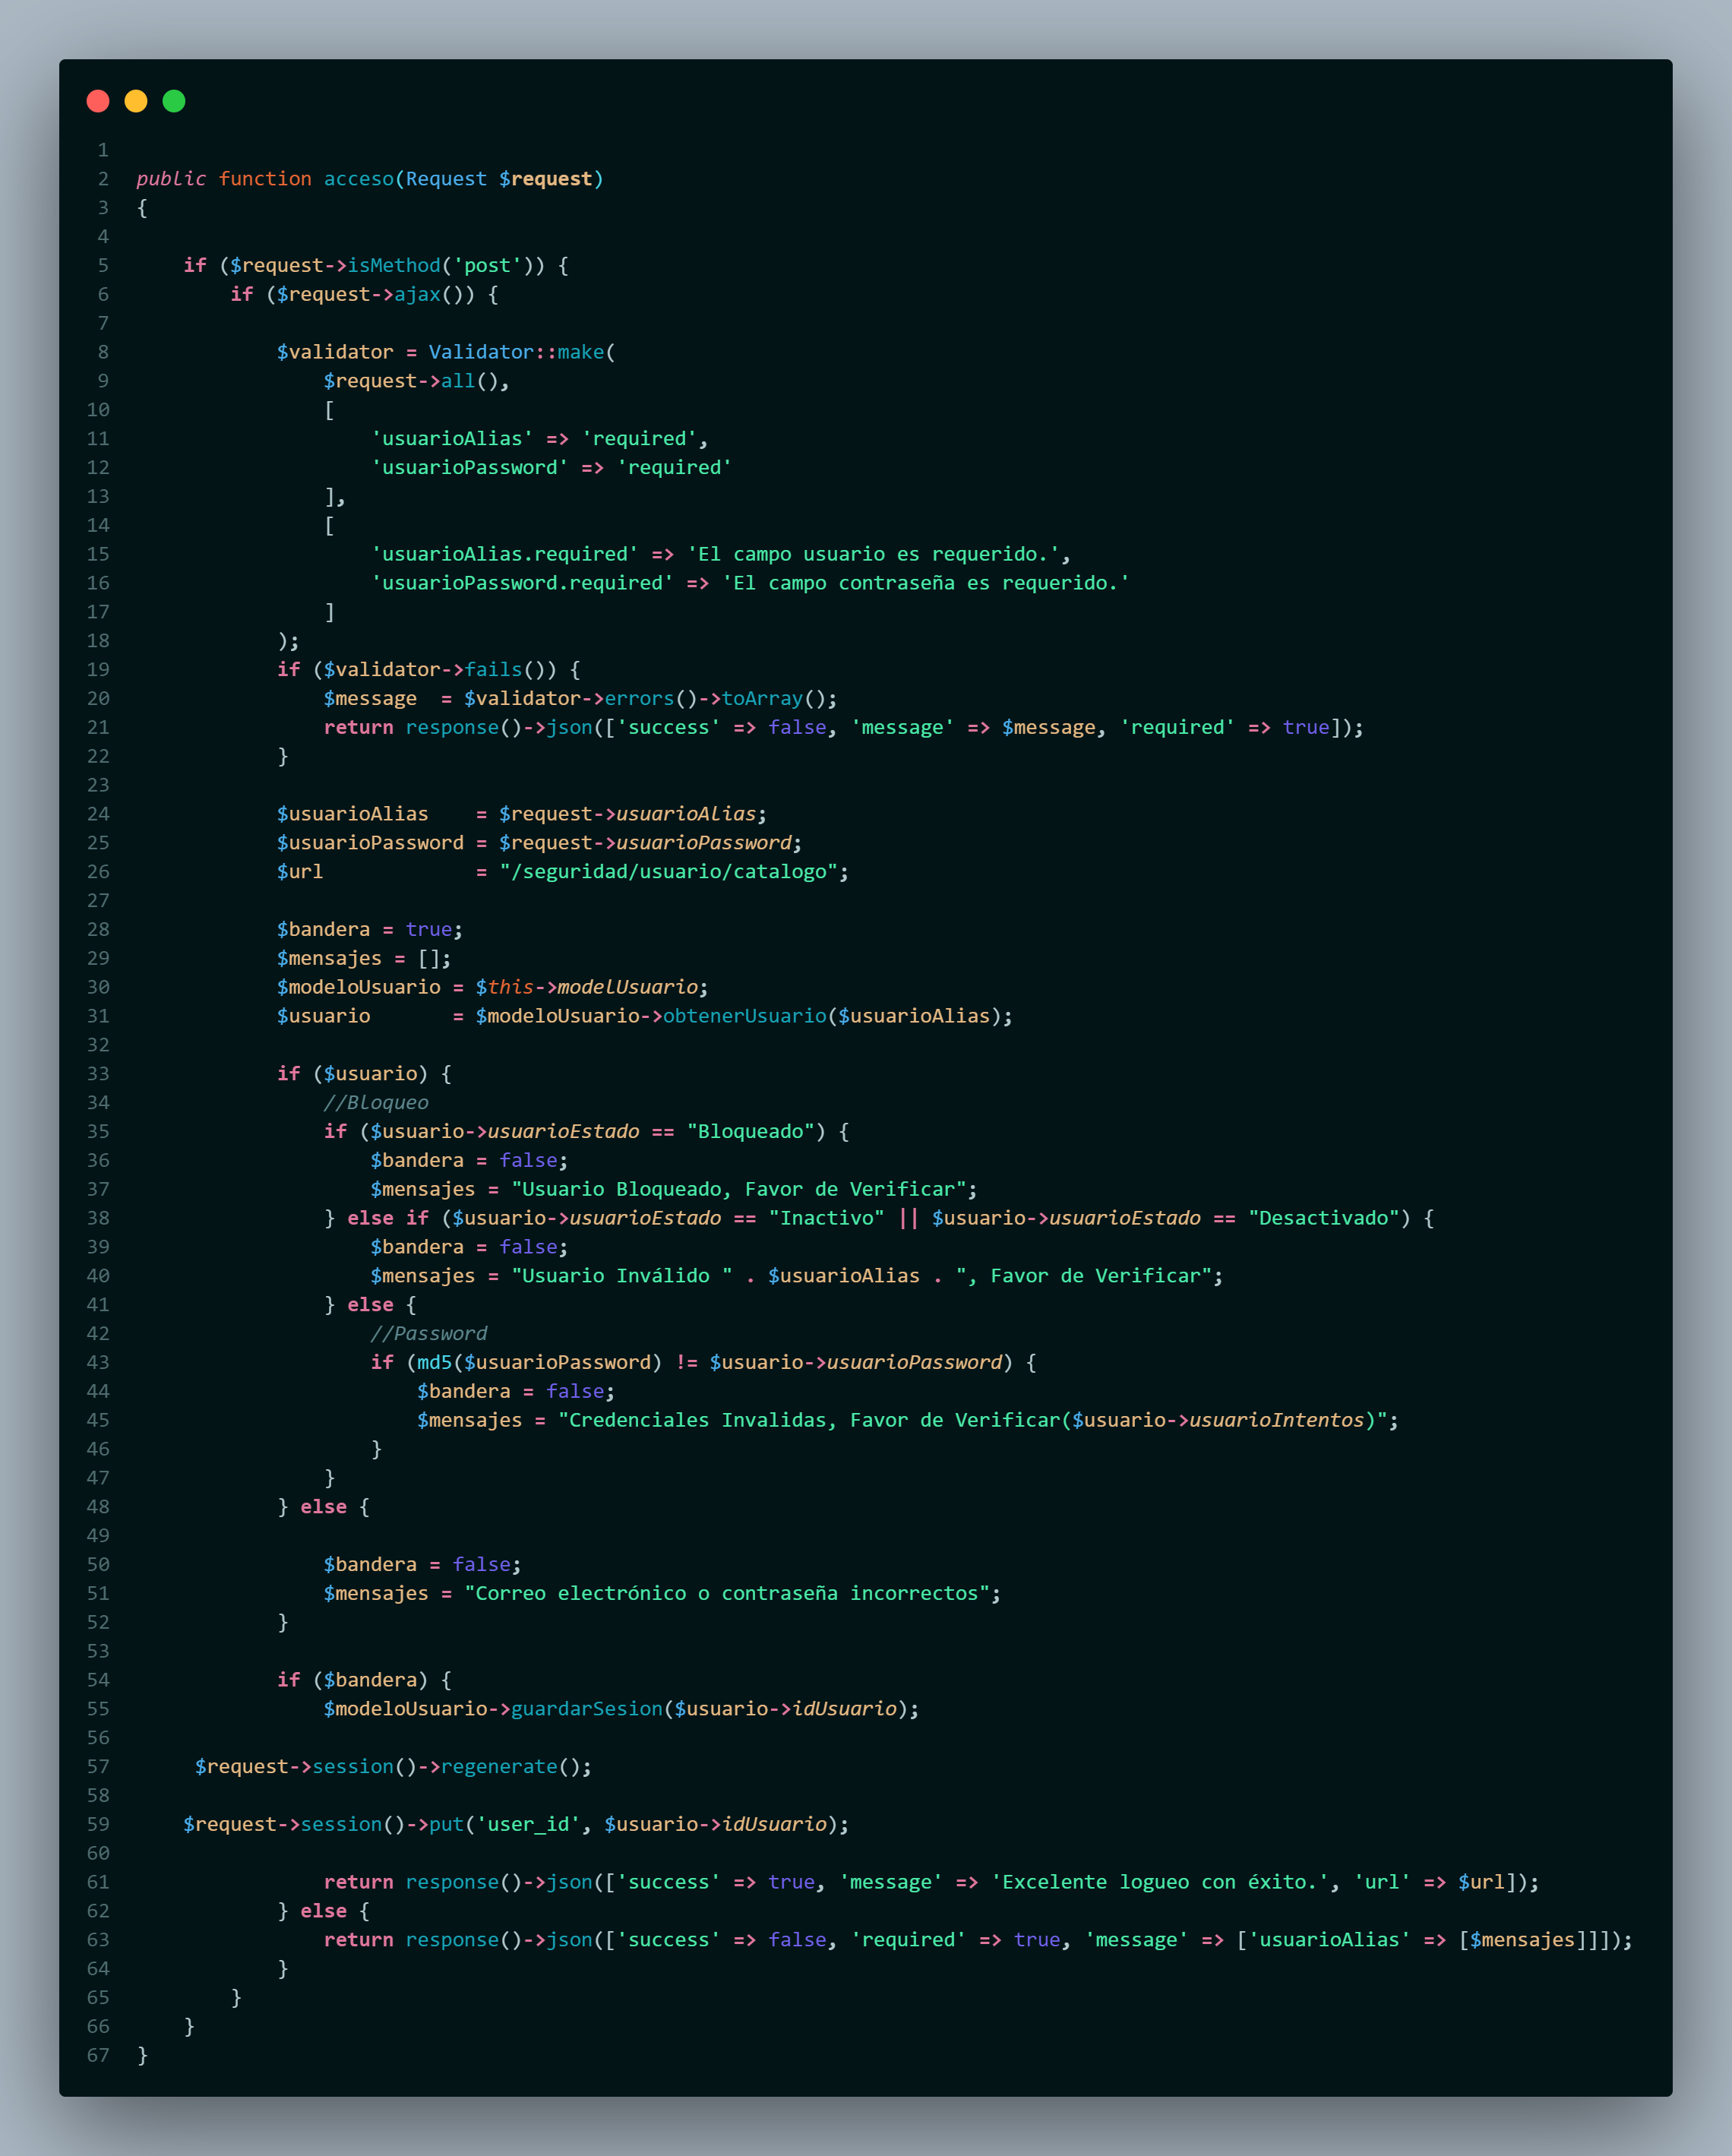 1
2 public function acceso(Request $request)
3 {
4
5     if ($request->isMethod('post')) {
6         if ($request->ajax()) {
7
8             $validator = Validator::make(
9                 $request->all(),
10                 [
11                     'usuarioAlias' => 'required',
12                     'usuarioPassword' => 'required'
13                 ],
14                 [
15                     'usuarioAlias.required' => 'El campo usuario es requerido.',
16                     'usuarioPassword.required' => 'El campo contraseña es requerido.'
17                 ]
18             );
19             if ($validator->fails()) {
20                 $message  = $validator->errors()->toArray();
21                 return response()->json(['success' => false, 'message' => $message, 'required' => true]);
22             }
23
24             $usuarioAlias    = $request->usuarioAlias;
25             $usuarioPassword = $request->usuarioPassword;
26             $url             = "/seguridad/usuario/catalogo";
27
28             $bandera = true;
29             $mensajes = [];
30             $modeloUsuario = $this->modelUsuario;
31             $usuario       = $modeloUsuario->obtenerUsuario($usuarioAlias);
32
33             if ($usuario) {
34                 //Bloqueo
35                 if ($usuario->usuarioEstado == "Bloqueado") {
36                     $bandera = false;
37                     $mensajes = "Usuario Bloqueado, Favor de Verificar";
38                 } else if ($usuario->usuarioEstado == "Inactivo" || $usuario->usuarioEstado == "Desactivado") {
39                     $bandera = false;
40                     $mensajes = "Usuario Inválido " . $usuarioAlias . ", Favor de Verificar";
41                 } else {
42                     //Password
43                     if (md5($usuarioPassword) != $usuario->usuarioPassword) {
44                         $bandera = false;
45                         $mensajes = "Credenciales Invalidas, Favor de Verificar($usuario->usuarioIntentos)";
46                     }
47                 }
48             } else {
49
50                 $bandera = false;
51                 $mensajes = "Correo electrónico o contraseña incorrectos";
52             }
53
54             if ($bandera) {
55                 $modeloUsuario->guardarSesion($usuario->idUsuario);
56
57      $request->session()->regenerate();
58
59     $request->session()->put('user_id', $usuario->idUsuario);
60
61                 return response()->json(['success' => true, 'message' => 'Excelente logueo con éxito.', 'url' => $url]);
62             } else {
63                 return response()->json(['success' => false, 'required' => true, 'message' => ['usuarioAlias' => [$mensajes]]]);
64             }
65         }
66     }
67 }